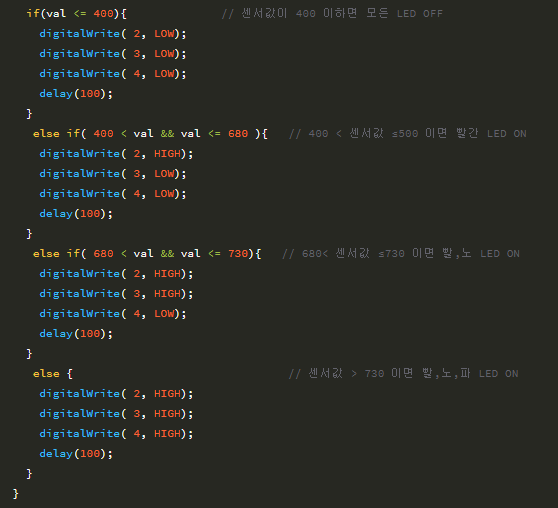 if(val <= 400){ // 센서값이 400 이하면 모든 LED OFF
digitalWrite( 2, LOW);
digitalWrite( 3, LOW);
digitalWrite( 4, LOW);
delay(100);
}
else if( 400 < val && val <= 680 ){ // 400 < 센서값 ≤500 이면 빨간 LED ON
digitalWrite( 2, HIGH);
digitalWrite( 3, LOW);
digitalWrite( 4, LOW);
delay(100);
}
else if( 680 < val && val <= 730){ // 680< 센서값 ≤730 이면 빨,노 LED ON
digitalWrite( 2, HIGH);
digitalWrite( 3, HIGH);
digitalWrite( 4, LOW);
delay(100);
}
else { // 센서값 > 730 이면 빨,노,파 LED ON
digitalWrite( 2, HIGH);
digitalWrite( 3, HIGH);
digitalWrite( 4, HIGH);
delay(100);
}
}